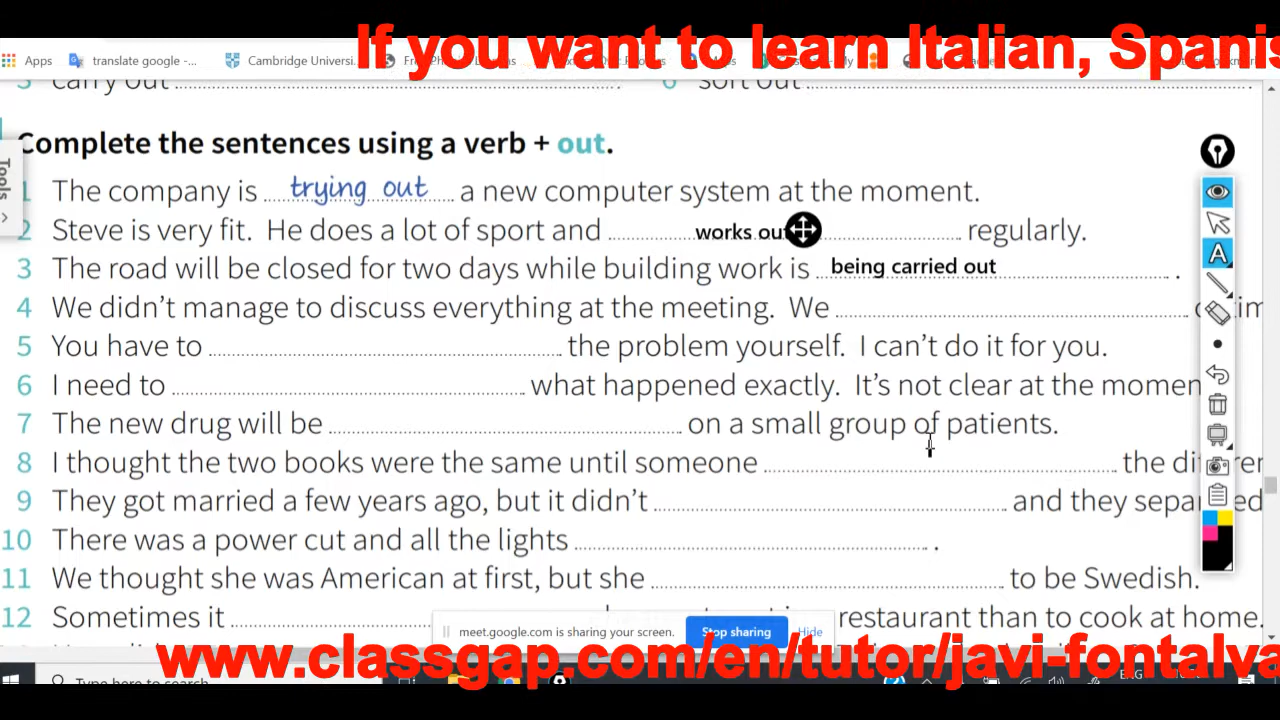 If you want to learn Italian, Spanis
Apps translate google -... Cambridge Universi...
carry out sort out
Complete the sentences using a verb + out.
Tools
1 The company is trying out a new computer system at the moment.
2 Steve is very fit. He does a lot of sport and works out regularly.
3 The road will be closed for two days while building work is being carried out .
4 We didn't manage to discuss everything at the meeting. We
5 You have to the problem yourself. I can't do it for you.
6 I need to what happened exactly. It's not clear at the momen
7 The new drug will be on a small group of patients.
8 I thought the two books were the same until someone the differen
9 They got married a few years ago, but it didn't and they separated
10 There was a power cut and all the lights .
11 We thought she was American at first, but she to be Swedish.
12 Sometimes it restaurant than to cook at home.
meet.google.com is sharing your screen. Stop sharing Hide
www.classgap.com/en/tutor/javi-fontalva
Type here to search ENG